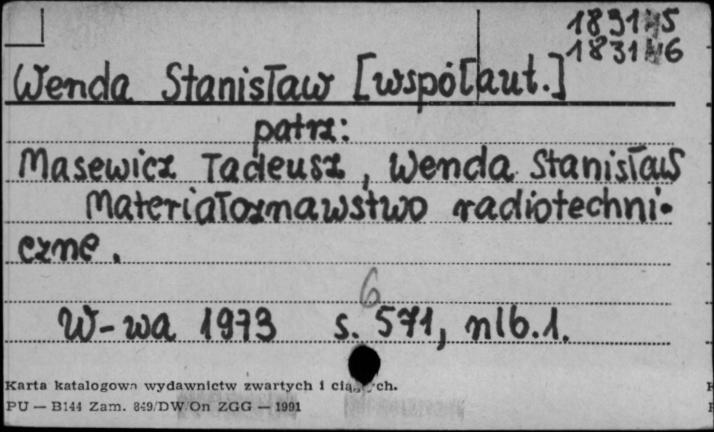 183145
183146
Wenda Stanisław [współaut.]
patrz:
Masewicz Tadeusz, Wenda Stanisław
Materiałoznawstwo radiotechni-
czne.
6
W-wa 1973 s. 571, nlb.1.
Karta katalogowa wydawnictw zwartych i
PU — B144 Zam. 849/DW/On ZGG — 1991